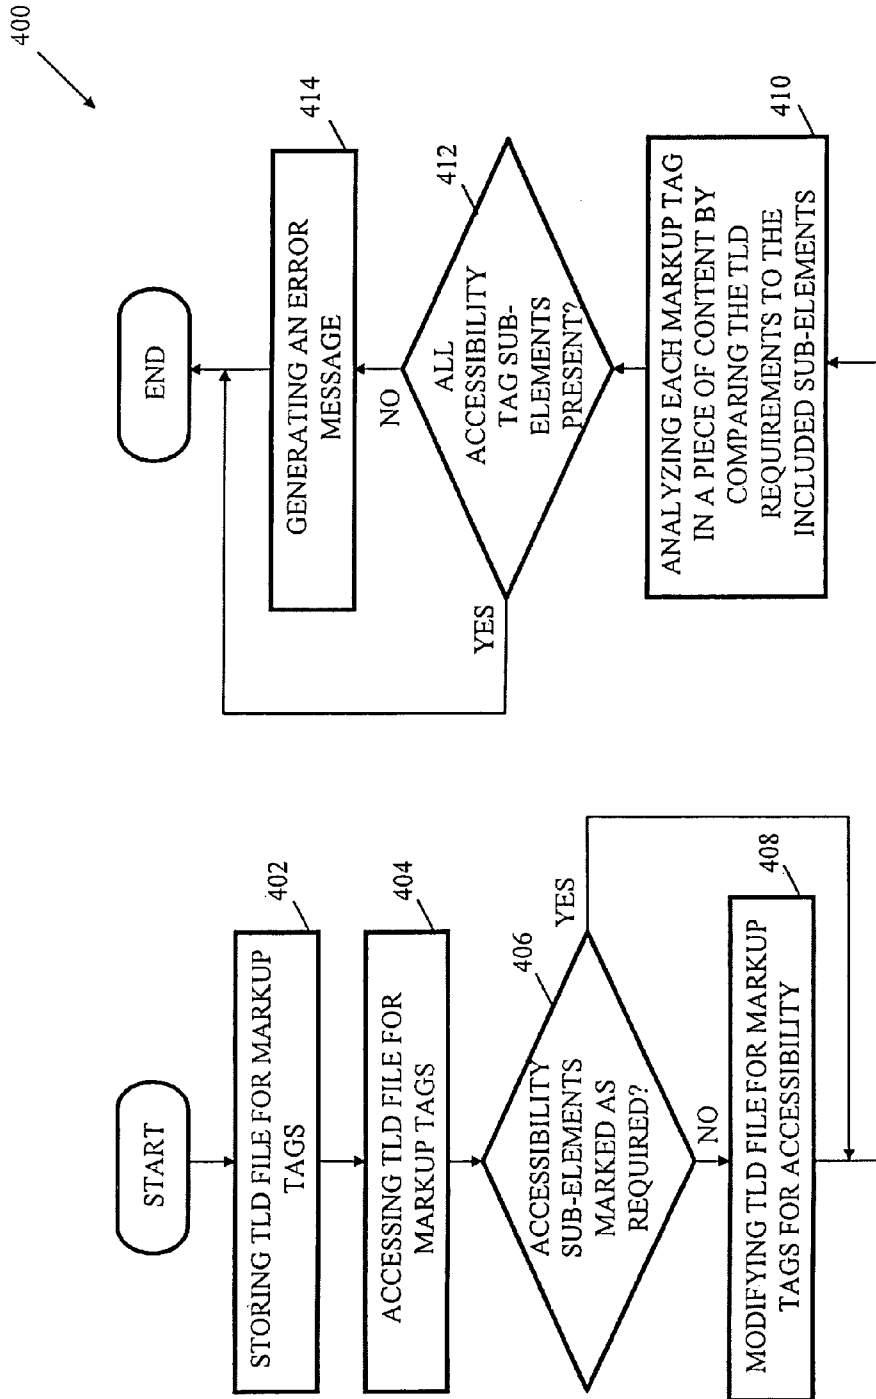 400
START
STORING TLD FILE FOR MARKUP
TAGS
402
ACCESSING TLD FILE FOR
MARKUP TAGS
404
ACCESSIBILITY
SUB-ELEMENTS
MARKED AS
REQUIRED?
406
YES
NO
MODIFYING TLD FILE FOR MARKUP
TAGS FOR ACCESSIBILITY
408
ANALYZING EACH MARKUP TAG
IN A PIECE OF CONTENT BY
COMPARING THE TLD
REQUIREMENTS TO THE
INCLUDED SUB-ELEMENTS
410
ALL
ACCESSIBILITY
TAG SUB-
ELEMENTS
PRESENT?
412
YES
NO
GENERATING AN ERROR
MESSAGE
414
END